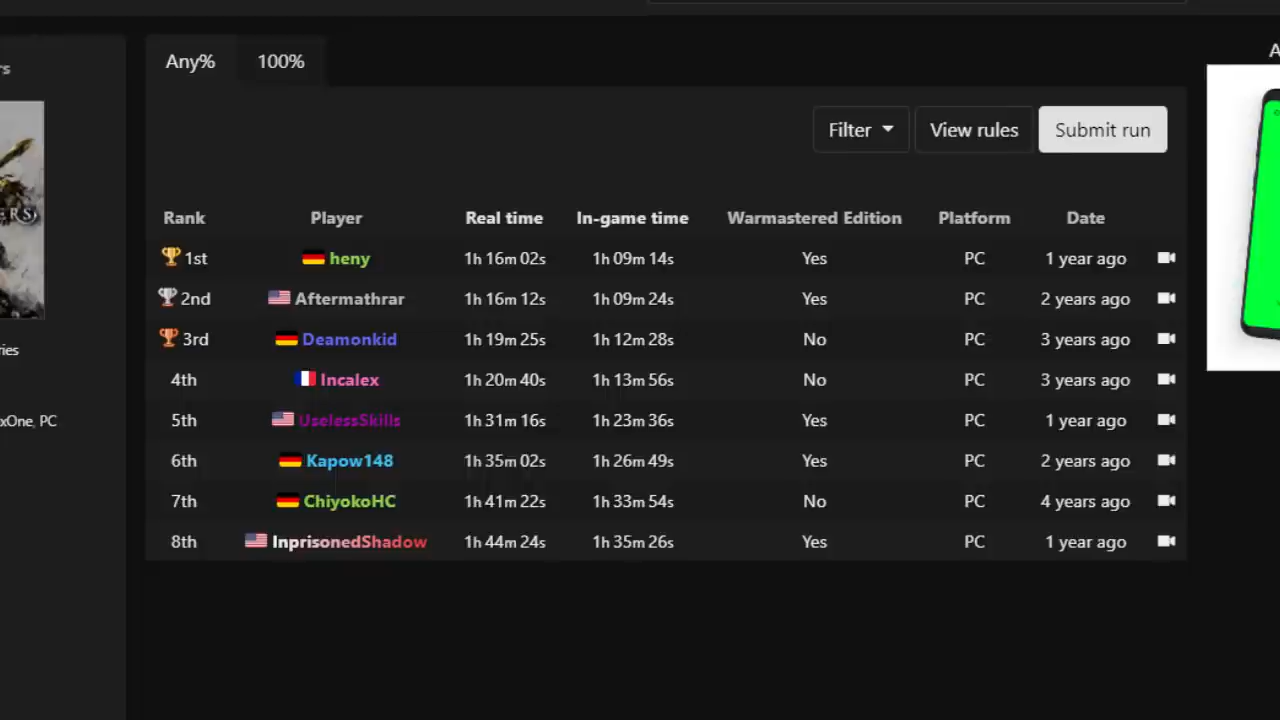 Any% 100%
rs
A
Filter View rules Submit run
ERS
Rank Player Real time In-game time Warmastered Edition Platform Date
1st heny 1h 16m 02s 1h 09m 14s Yes PC 1 year ago
2nd Aftermathrar 1h 16m 12s 1h 09m 24s Yes PC 2 years ago
3rd Deamonkid 1h 19m 25s 1h 12m 28s No PC 3 years ago
ries
4th Incalex 1h 20m 40s 1h 13m 56s No PC 3 years ago
xOne, PC
5th UselessSkills 1h 31m 16s 1h 23m 36s Yes PC 1 year ago
6th Kapow148 1h 35m 02s 1h 26m 49s Yes PC 2 years ago
7th ChiyokoHC 1h 41m 22s 1h 33m 54s No PC 4 years ago
8th InprisonedShadow 1h 44m 24s 1h 35m 26s Yes PC 1 year ago